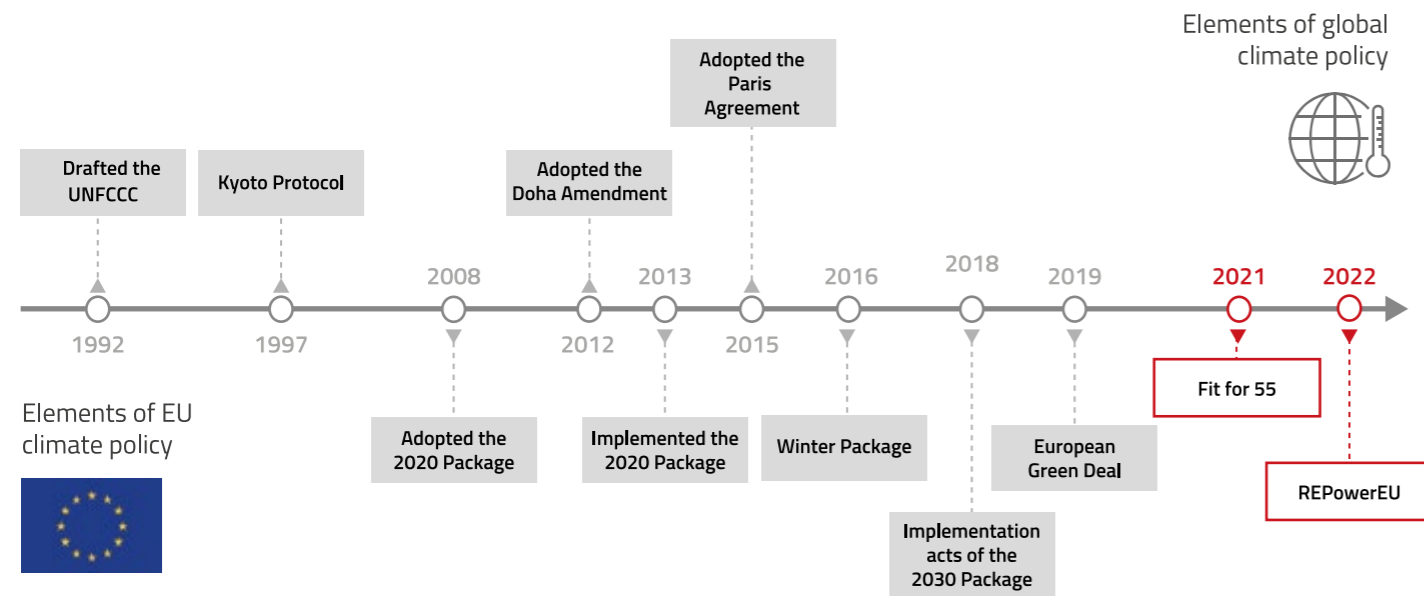 Elements of global
climate policy
Adopted the
Paris
Agreement
Drafted the
UNFCCC
Kyoto Protocol
Adopted the
Doha Amendment
2008
2013
2016
2018
2019
2021
2022
1992
1997
2012
2015
Elements of EU
climate policy
Adopted the
2020 Package
Implemented the
2020 Package
Winter Package
Implementation
acts of the
2030 Package
European
Green Deal
Fit for 55
REPowerEU